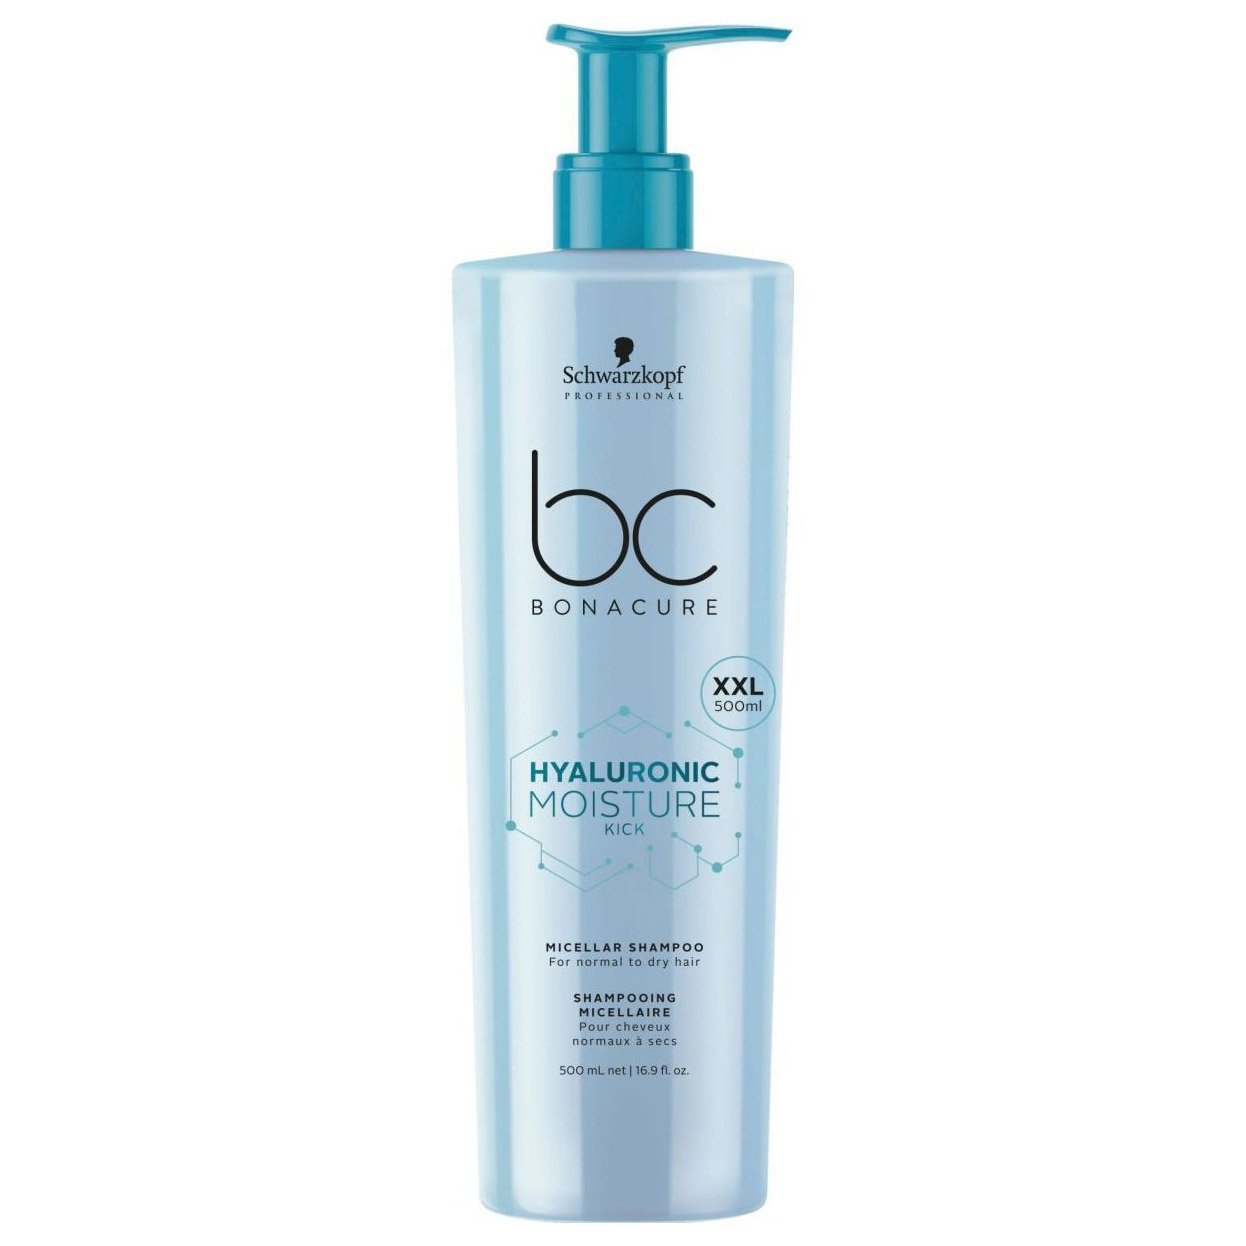 Schwarzkopf
PROFESSIONAL
bc
BONACURE
XXL
500ml
HYALURONIC
MOISTURE
KICK
MICELLAR SHAMPOO
For normal to dry hair
SHAMPOOING
MICELLAIRE
Pour cheveux
normaux à secs
500 mL net | 16.9 fl. oz.